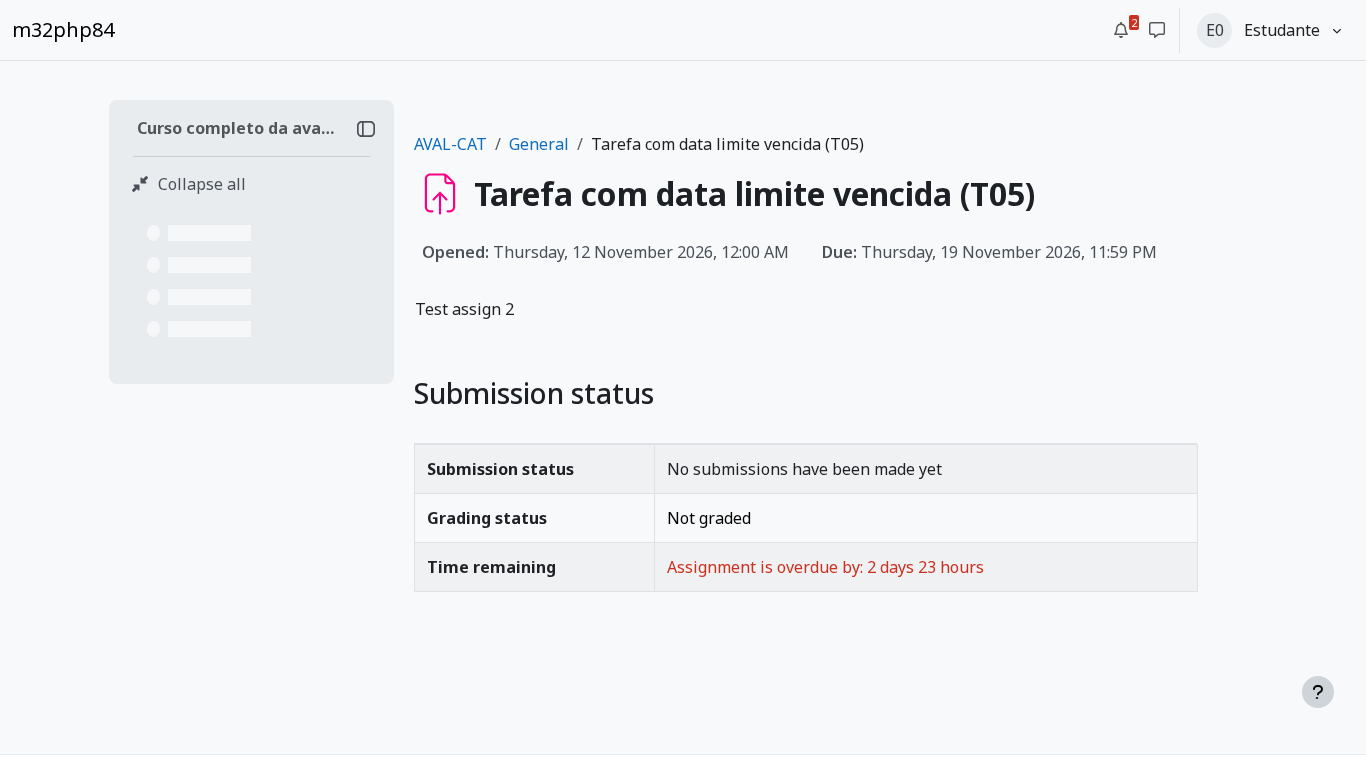 m32php84
2
E0
Estudante
Curso completo da ava...
Collapse all
AVAL-CAT / General / Tarefa com data limite vencida (T05)
Tarefa com data limite vencida (T05)
Opened: Thursday, 12 November 2026, 12:00 AM
Due: Thursday, 19 November 2026, 11:59 PM
Test assign 2
Submission status
Submission status
No submissions have been made yet
Grading status
Not graded
Time remaining
Assignment is overdue by: 2 days 23 hours
?